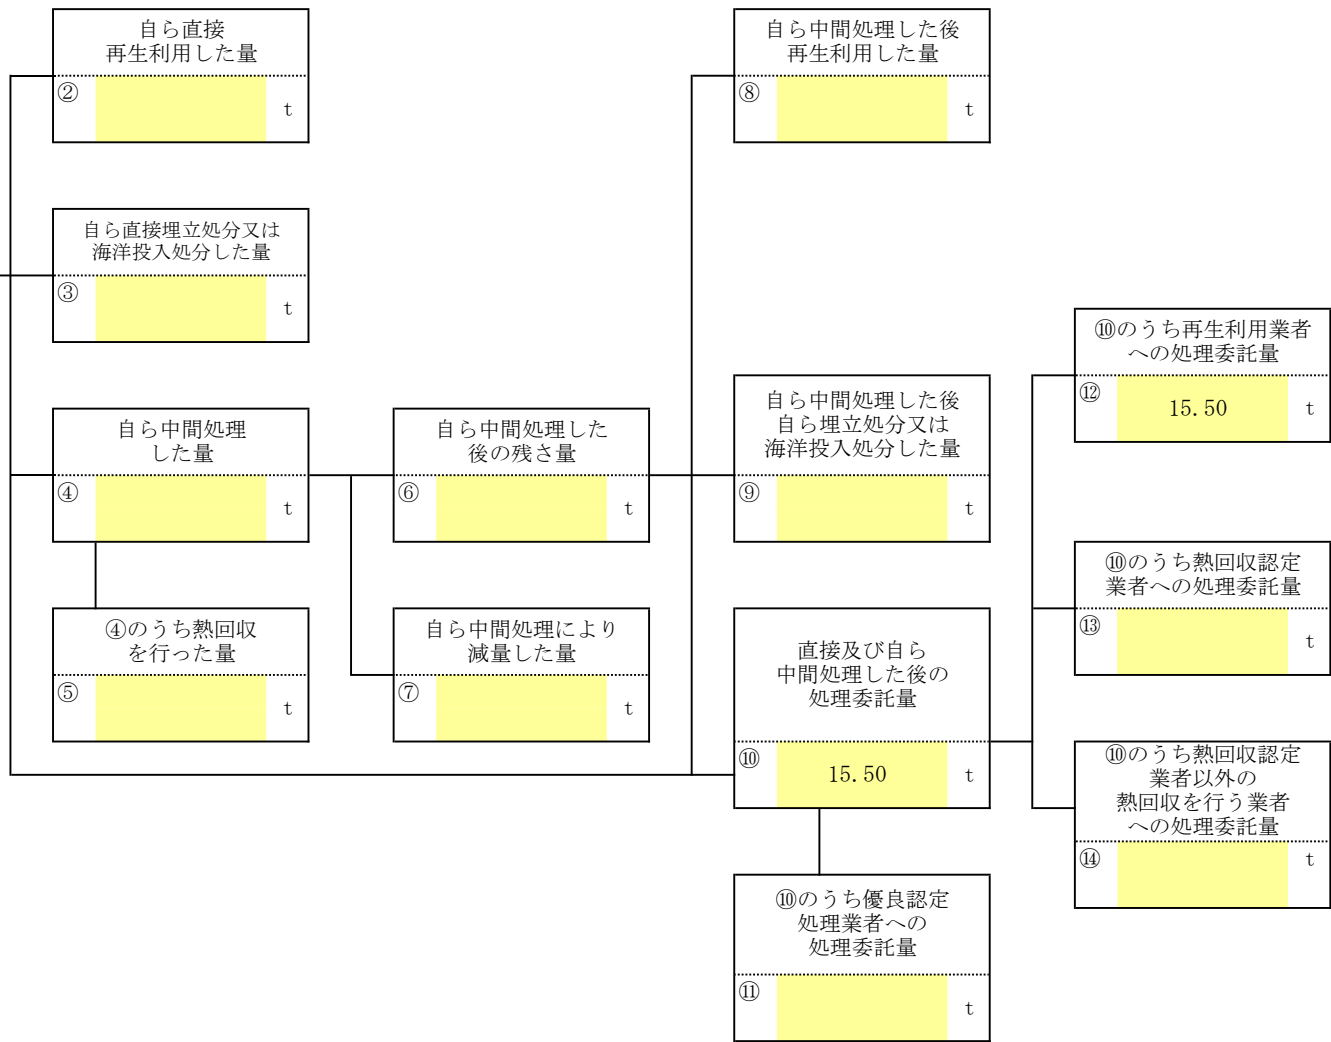 自ら直接
再生利用した量
②
t
自ら中間処理した後
再生利用した量
⑧
t
自ら直接埋立処分又は
海洋投入処分した量
③
t
⑩のうち再生利用業者
への処理委託量
⑫
15.50
t
自ら中間処理
した量
④
t
自ら中間処理した
後の残さ量
⑥
t
自ら中間処理した後
自ら埋立処分又は
海洋投入処分した量
⑨
t
⑩のうち熱回収認定
業者への処理委託量
⑬
t
④のうち熱回収
を行った量
⑤
t
自ら中間処理により
減量した量
⑦
t
直接及び自ら
中間処理した後の
処理委託量
⑩
15.50
t
⑩のうち熱回収認定
業者以外の
熱回収を行う業者
への処理委託量
⑭
t
⑩のうち優良認定
処理業者への
処理委託量
⑪
t